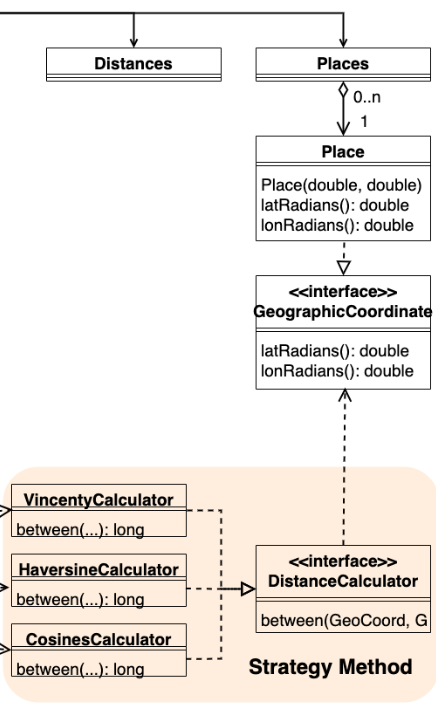 Distances
Places
0..n
1
Place
Place(double, double)
latRadians(): double
lonRadians(): double
<<interface>>
GeographicCoordinate
latRadians(): double
lonRadians(): double
VincentyCalculator
between(...): long
HaversineCalculator
between(...): long
CosinesCalculator
between(...): long
<<interface>>
DistanceCalculator
between(GeoCoord, G
Strategy Method